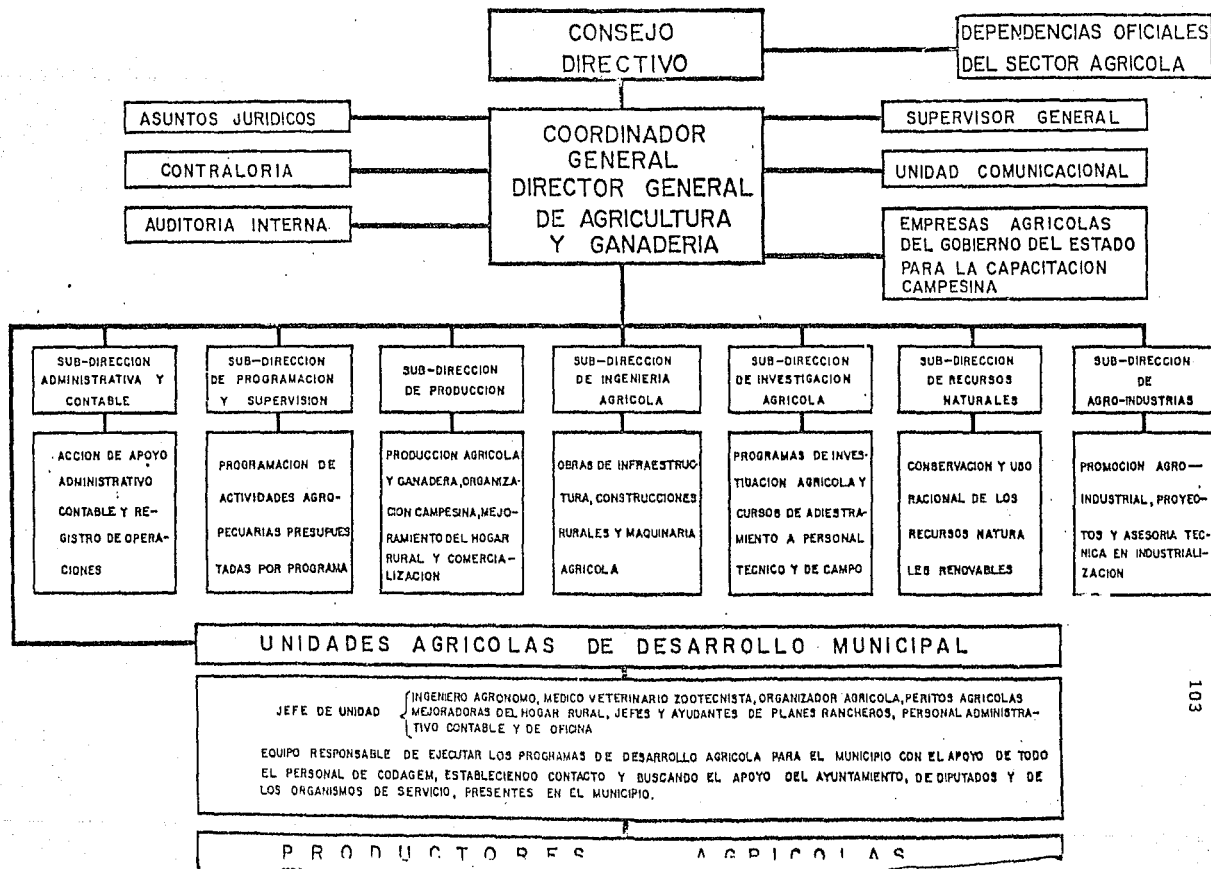 CONSEJO
DIRECTIVO
DEPENDENCIAS OFICIALES
DEL SECTOR AGRICOLA
ASUNTOS JURIDICOS
CONTRALORIA
AUDITORIA INTERNA
COORDINADOR
GENERAL
DIRECTOR GENERAL
DE AGRICULTURA
Y GANADERIA
SUPERVISOR GENERAL
UNIDAD COMUNICACIONAL
EMPRESAS AGRICOLAS
DEL GOBIERNO DEL ESTADO
PARA LA CAPACITACION
CAMPESINA
SUB-DIRECCION
ADMINISTRATIVA Y
CONTABLE
SUB-DIRECCION
DE PROGRAMACION
Y SUPERVISION
SUB-DIRECCION
DE PRODUCCION
SUB-DIRECCION
DE INGENIERIA
AGRICOLA
SUB-DIRECCION
DE INVESTIGACION
AGRICOLA
SUB-DIRECCION
DE RECURSOS
NATURALES
SUB-DIRECCION
DE
AGRO-INDUSTRIAS
ACCION DE APOYO
ADMINISTRATIVO
CONTABLE Y RE-
GISTRO DE OPERA-
CIONES
PROGRAMACION DE
ACTIVIDADES AGRO-
PECUARIAS PRESUPUES
TADAS POR PROGRAMA
PRODUCCION AGRICOLA
Y GANADERA, ORGANIZA-
CION CAMPESINA, MEJO-
RAMIENTO DEL HOGAR
RURAL Y COMERCIA-
LIZACION
OBRAS DE INFRAESTRUC-
TURA, CONSTRUCCIONES
RURALES Y MAQUINARIA
AGRICOLA
PROGRAMAS DE INVES-
TIGACION AGRICOLA Y
CURSOS DE ADIESTRA-
MIENTO A PERSONAL
TECNICO Y DE CAMPO
CONSERVACION Y USO
RACIONAL DE LOS
RECURSOS NATURA
LES RENOVABLES
PROMOCION AGRO-
INDUSTRIAL, PROYEC-
TOS Y ASESORIA TEC-
NICA EN INDUSTRIALI-
ZACION
UNIDADES AGRICOLAS DE DESARROLLO MUNICIPAL
JEFE DE UNIDAD
INGENIERO AGRONOMO, MEDICO VETERINARIO ZOOTECNISTA, ORGANIZADOR AGRICOLA, PERITOS AGRICOLAS
MEJORADORAS DEL HOGAR RURAL, JEFES Y AYUDANTES DE PLANES RANCHEROS, PERSONAL ADMINISTRA-
TIVO CONTABLE Y DE OFICINA
EQUIPO RESPONSABLE DE EJECUTAR LOS PROGRAMAS DE DESARROLLO AGRICOLA PARA EL MUNICIPIO CON EL APOYO DE TODO
EL PERSONAL DE CODAGEM, ESTABLECIENDO CONTACTO Y BUSCANDO EL APOYO DEL AYUNTAMIENTO, DE DIPUTADOS Y DE
LOS ORGANISMOS DE SERVICIO, PRESENTES EN EL MUNICIPIO.
PRODUCTORES AGRICOLAS
103